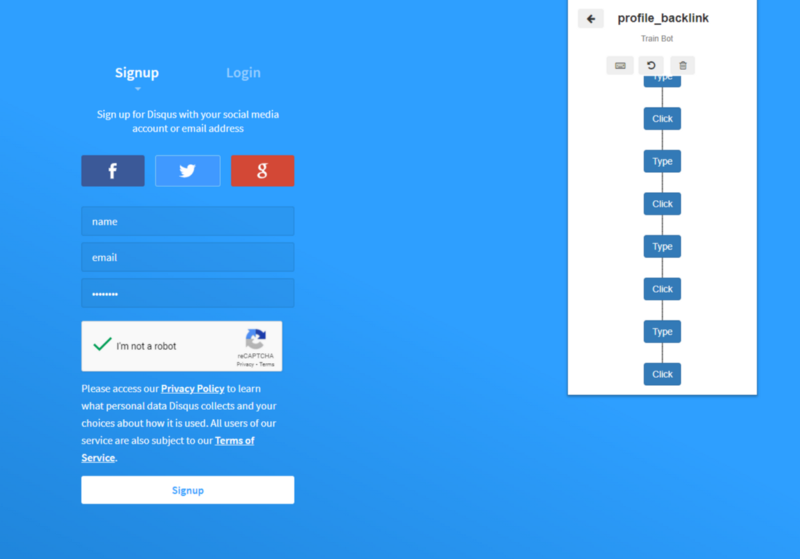 Signup Login
Sign up for Disqus with your social media
account or email address
f g
name
email
••••••••
I'm not a robot
reCAPTCHA
Privacy - Terms
Please access our Privacy Policy to learn
what personal data Disqus collects and your
choices about how it is used. All users of
our service are also subject to our Terms of
Service.
Signup
profile_backlink
Train Bot
Type
Click
Type
Click
Type
Click
Type
Click